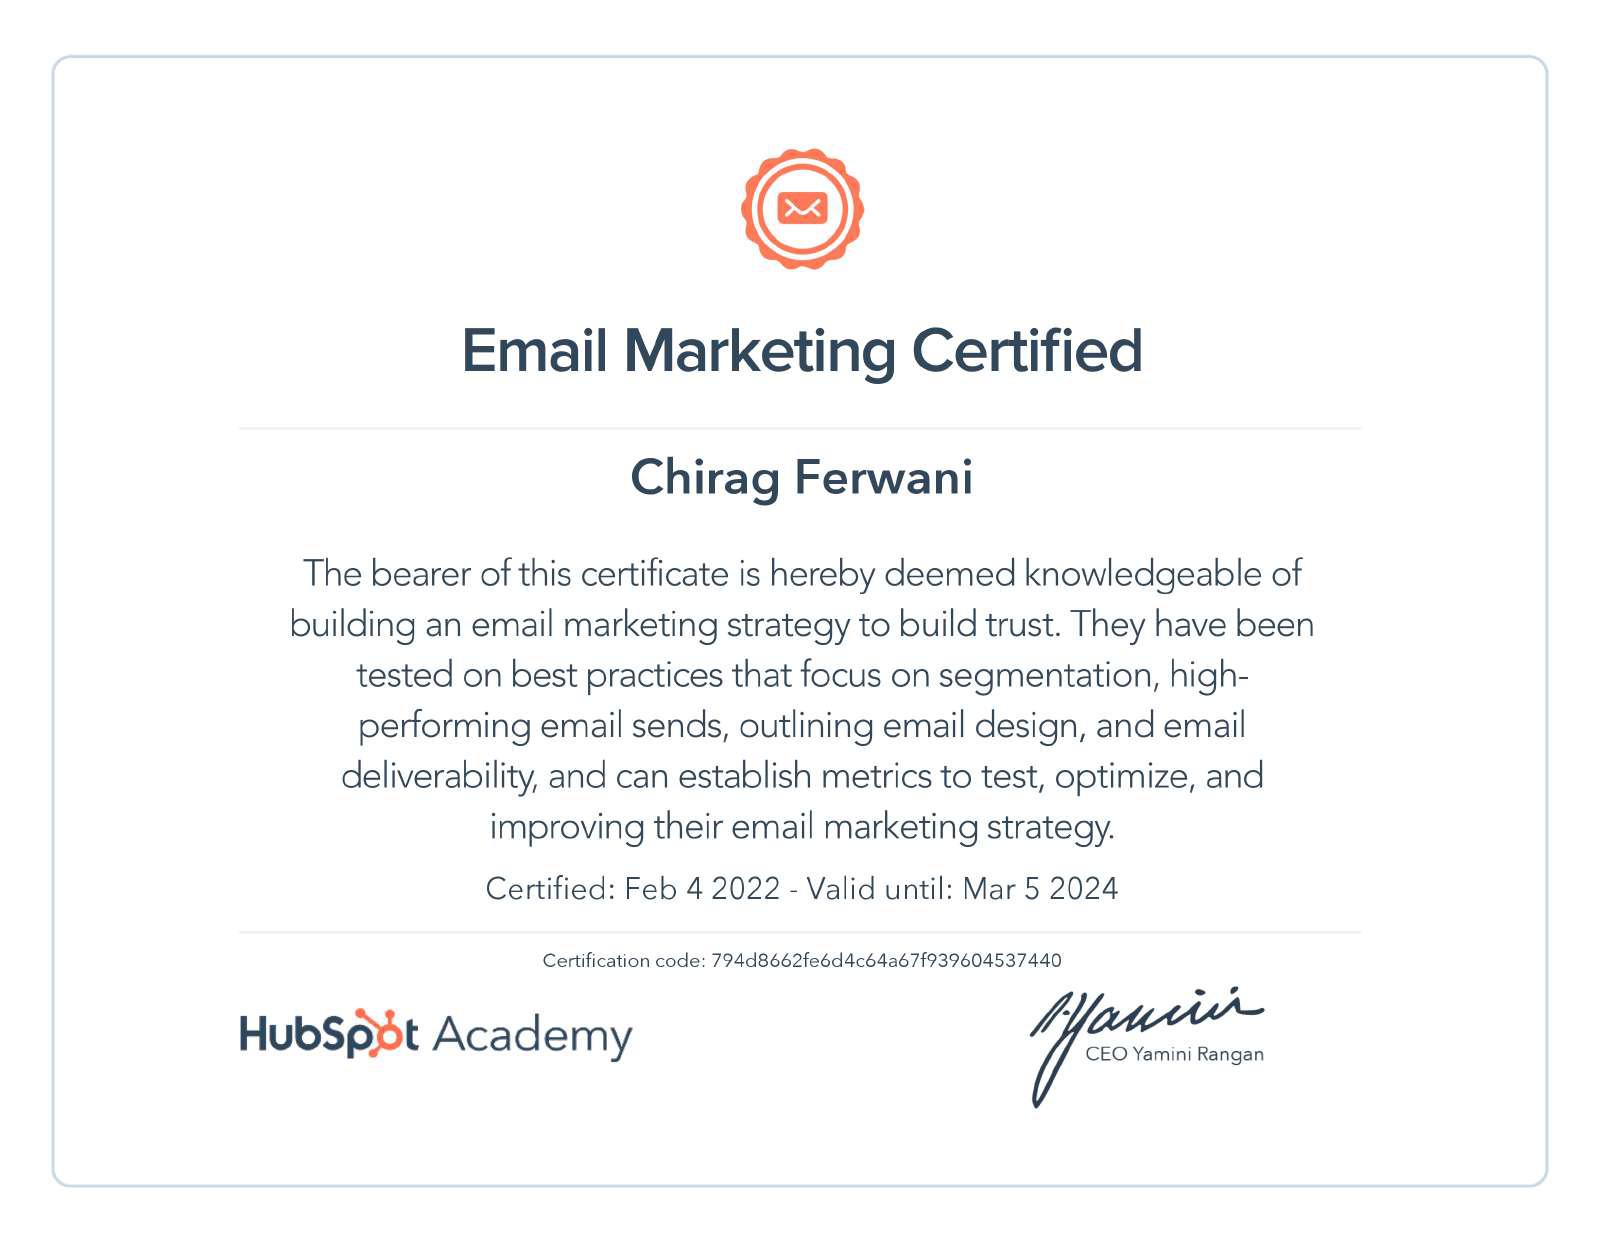 Email Marketing Certified
Chirag Ferwani
The bearer of this certificate is hereby deemed knowledgeable of
building an email marketing strategy to build trust. They have been
tested on best practices that focus on segmentation, high-
performing email sends, outlining email design, and email
deliverability, and can establish metrics to test, optimize, and
improving their email marketing strategy.
Certified: Feb 4 2022 - Valid until: Mar 5 2024
Certification code: 794d8662fe6d4c64a67f939604537440
HubSpot Academy
CEO Yamini Rangan